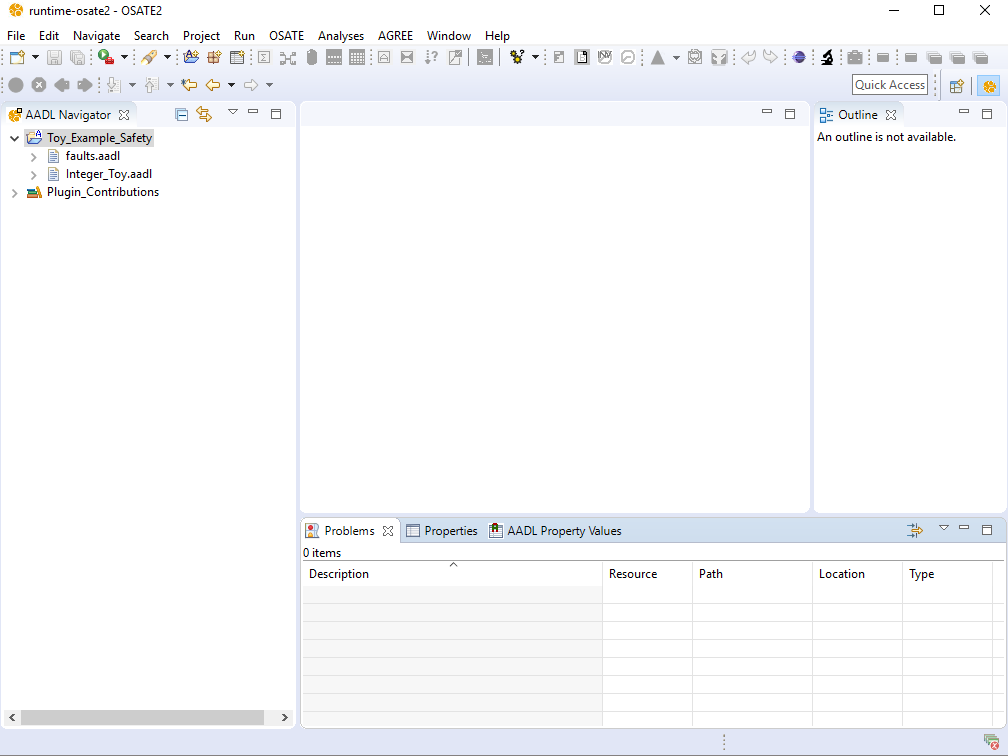 runtime-osate2 - OSATE2
File Edit Navigate Search Project Run OSATE Analyses AGREE Window Help
Quick Access
AADL Navigator
Toy_Example_Safety
faults.aadl
Integer_Toy.aadl
Plugin_Contributions
Outline
An outline is not available.
Problems Properties AADL Property Values
0 items
Description Resource Path Location Type